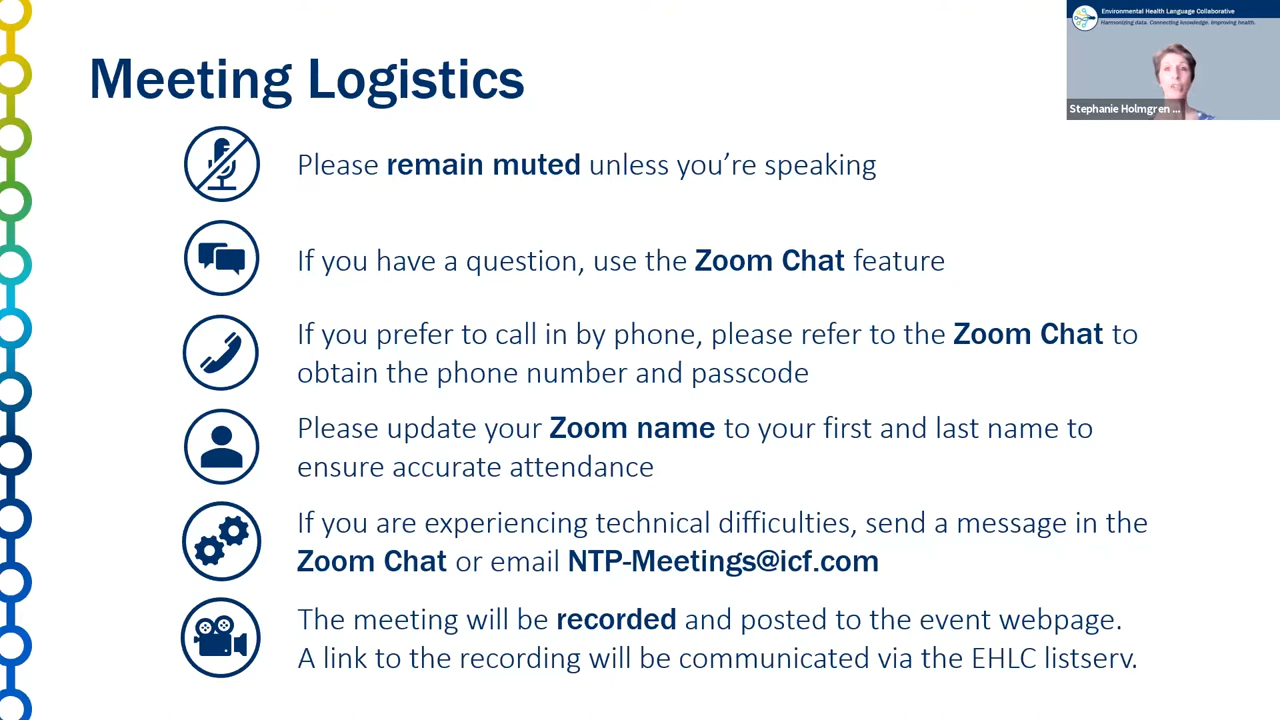 Environmental Health Language Collaborative
Harmonizing data. Connecting knowledge. Improving health.
Stephanie Holmgren ...
Meeting Logistics
Please remain muted unless you’re speaking
If you have a question, use the Zoom Chat feature
If you prefer to call in by phone, please refer to the Zoom Chat to
obtain the phone number and passcode
Please update your Zoom name to your first and last name to
ensure accurate attendance
If you are experiencing technical difficulties, send a message in the
Zoom Chat or email NTP-Meetings@icf.com
The meeting will be recorded and posted to the event webpage.
A link to the recording will be communicated via the EHLC listserv.